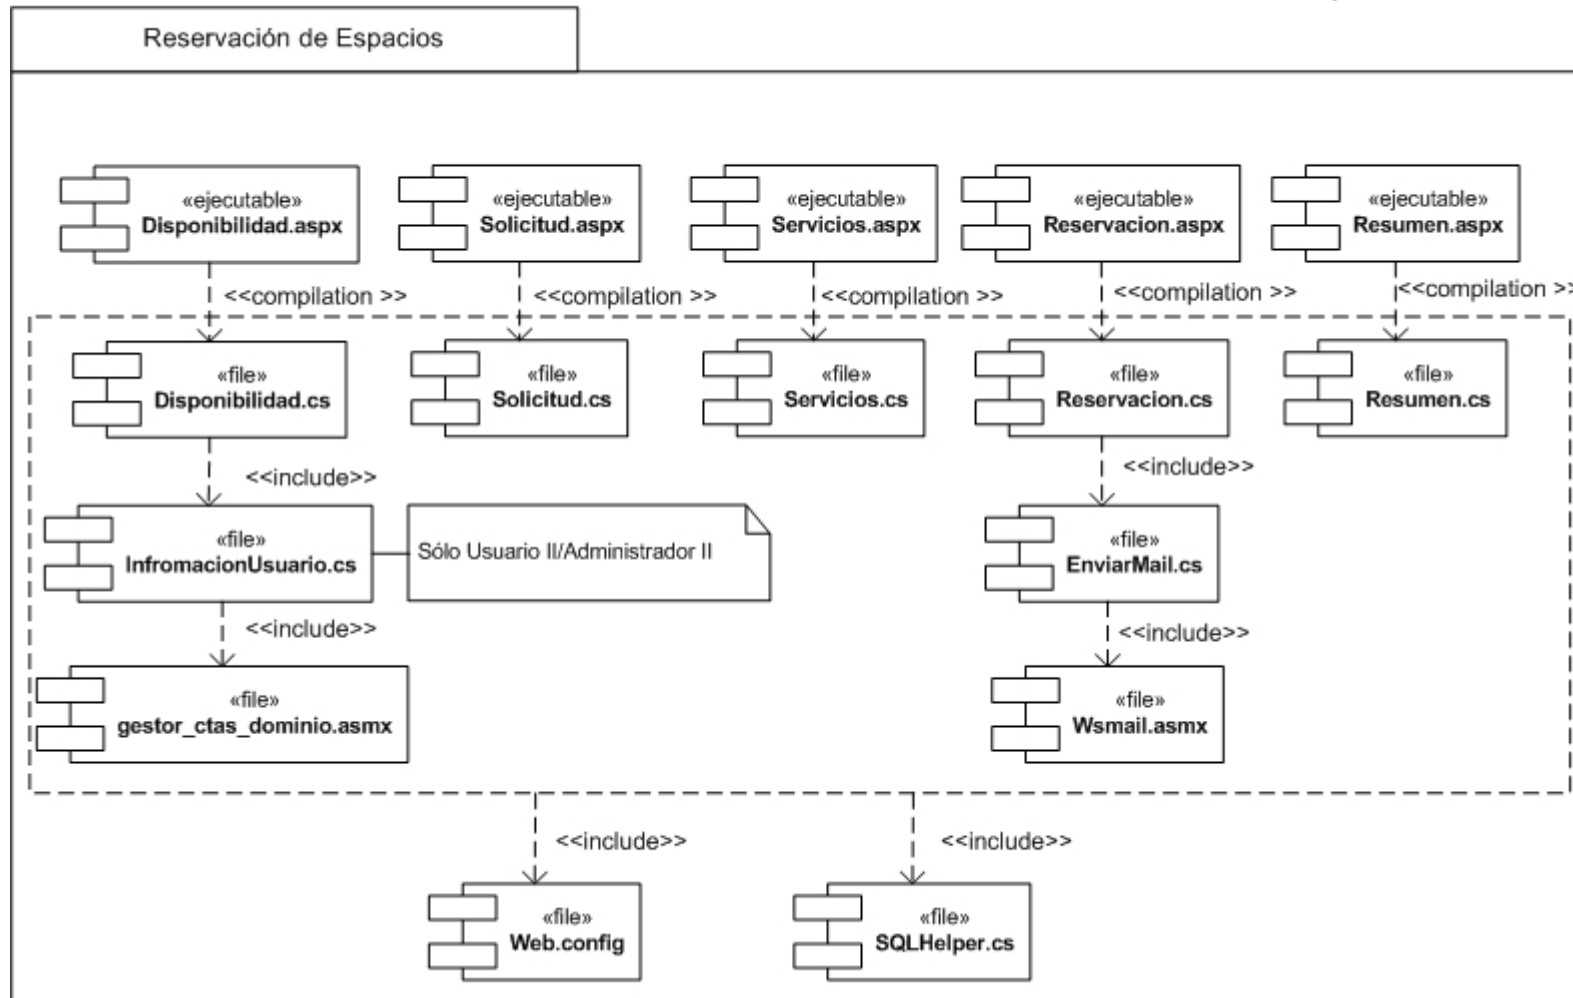 Reservación de Espacios
«ejecutable»
Disponibilidad.aspx
«ejecutable»
Solicitud.aspx
«ejecutable»
Servicios.aspx
«ejecutable»
Reservacion.aspx
«ejecutable»
Resumen.aspx
<<compilation >>
<<compilation >>
<<compilation >>
<<compilation >>
<<compilation >
«file»
Disponibilidad.cs
«file»
Solicitud.cs
«file»
Servicios.cs
«file»
Reservacion.cs
«file»
Resumen.cs
<<include>>
<<include>>
«file»
InfromacionUsuario.cs
Sólo Usuario II/Administrador II
«file»
EnviarMail.cs
<<include>>
<<include>>
«file»
gestor_ctas_dominio.asmx
«file»
Wsmail.asmx
<<include>>
<<include>>
«file»
Web.config
«file»
SQLHelper.cs